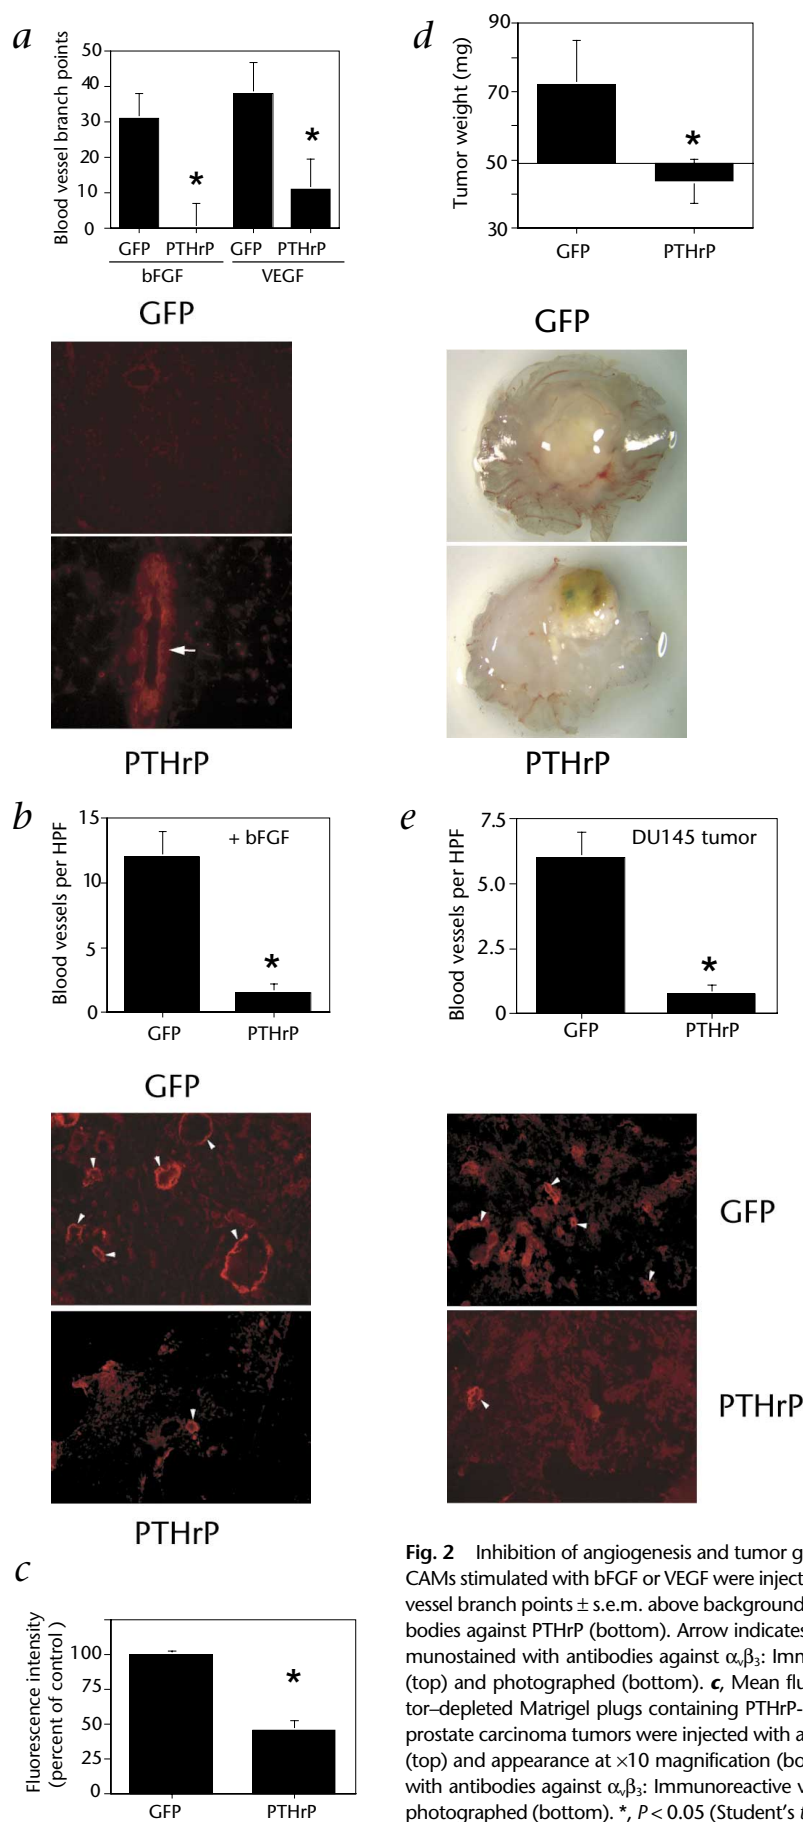 a
Blood vessel branch points
50
40
30
20
10
0
*
*
GFP PTHrP GFP PTHrP
bFGF VEGF
GFP
PTHrP
b
Blood vessels per HPF
15
10
5
0
+ bFGF
*
GFP PTHrP
GFP
PTHrP
c
Fluorescence intensity
(percent of control )
100
75
50
25
0
*
GFP PTHrP
d
Tumor weight (mg)
90
70
50
30
*
GFP PTHrP
GFP
PTHrP
e
Blood vessels per HPF
7.5
5.0
2.5
0
DU145 tumor
*
GFP PTHrP
GFP
PTHrP
Fig. 2 Inhibition of angiogenesis and tumor g
CAMs stimulated with bFGF or VEGF were inject
vessel branch points ± s.e.m. above background
bodies against PTHrP (bottom). Arrow indicates
munostained with antibodies against αvβ3: Imm
(top) and photographed (bottom). c, Mean flu
tor–depleted Matrigel plugs containing PTHrP-
prostate carcinoma tumors were injected with a
(top) and appearance at ×10 magnification (bo
with antibodies against αvβ3: Immunoreactive v
photographed (bottom). *, P < 0.05 (Student's t